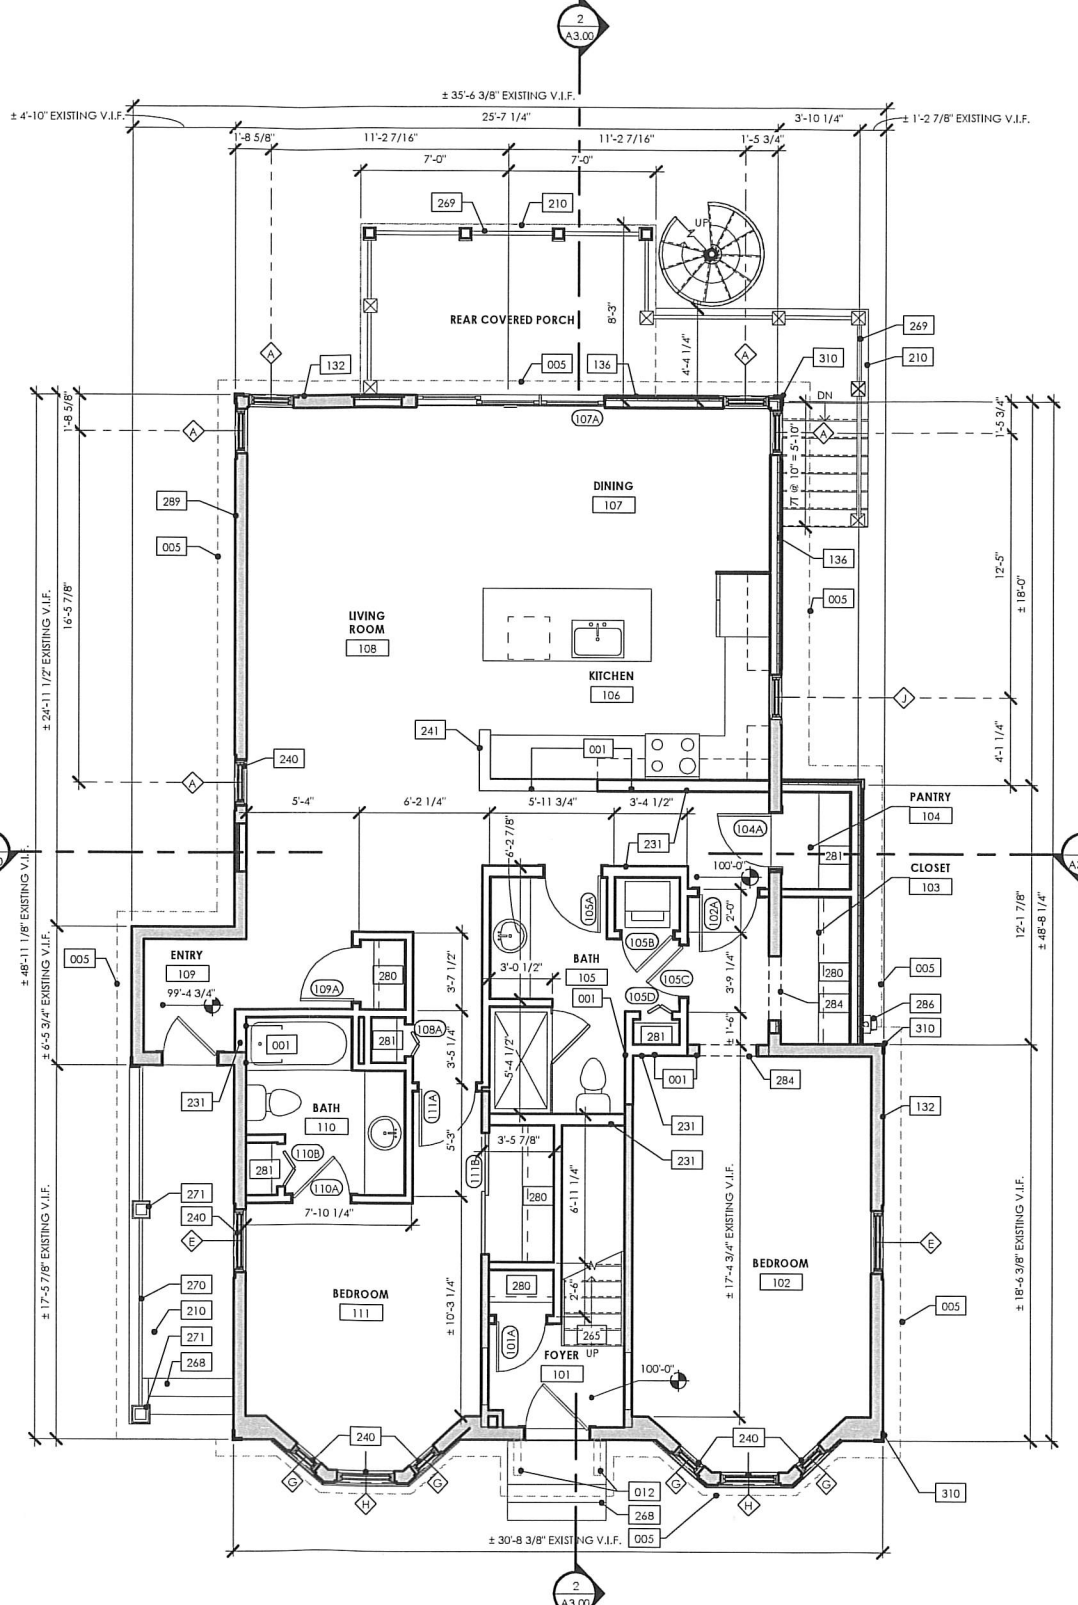 2
A3.00
± 35'-6 3/8" EXISTING V.I.F.
± 4'-10" EXISTING V.I.F.
25'-7 1/4"
3'-10 1/4"
± 1'-2 7/8" EXISTING V.I.F.
1'-8 5/8"
11'-2 7/16"
11'-2 7/16"
1'-5 3/4"
7'-0"
7'-0"
269
210
UP
REAR COVERED PORCH
8'-3"
4'-4 1/4"
269
210
A
132
005
136
A
310
DN
1'-8 5/8"
A
107A
A
1'-5 3/4"
7T @ 10" = 5'-10"
DINING
107
289
005
136
005
12'-5"
± 18'-0"
16'-5 7/8"
± 24'-11 1/2" EXISTING V.I.F.
LIVING
ROOM
108
KITCHEN
106
J
241
001
240
A
4'-1 1/4"
5'-4"
6'-2 1/4"
5'-11 3/4"
3'-4 1/2"
PANTRY
104
104A
231
6'-2 7/8"
100'-0"
281
CLOSET
103
± 48'-11 1/8" EXISTING V.I.F.
105A
102A
2'-0"
12'-1 7/8"
± 48'-8 1/4"
005
ENTRY
109
99'-4 3/4"
109A
280
3'-7 1/2"
105B
BATH
105
3'-0 1/2"
105C
3'-9 1/4"
280
005
001
105D
284
286
± 6'-5 3/4" V.I.F.
001
281
108A
3'-5 1/4"
281
± 1'-6"
310
5'-4 1/2"
001
284
231
BATH
110
111A
231
132
5'-3"
3'-5 7/8"
231
110B
281
110A
111B
280
6'-11 1/4"
271
240
E
7'-10 1/4"
± 17'-4 3/4" EXISTING V.I.F.
E
BEDROOM
102
± 17'-5 7/8" EXISTING V.I.F.
270
BEDROOM
111
± 10'-3 1/4"
280
2'-6"
± 18'-6 3/8" V.I.F.
005
210
271
268
101A
265
UP
FOYER
101
100'-0"
240
240
G
G
G
G
H
H
012
310
268
± 30'-8 3/8" EXISTING V.I.F.
005
2
A3.00